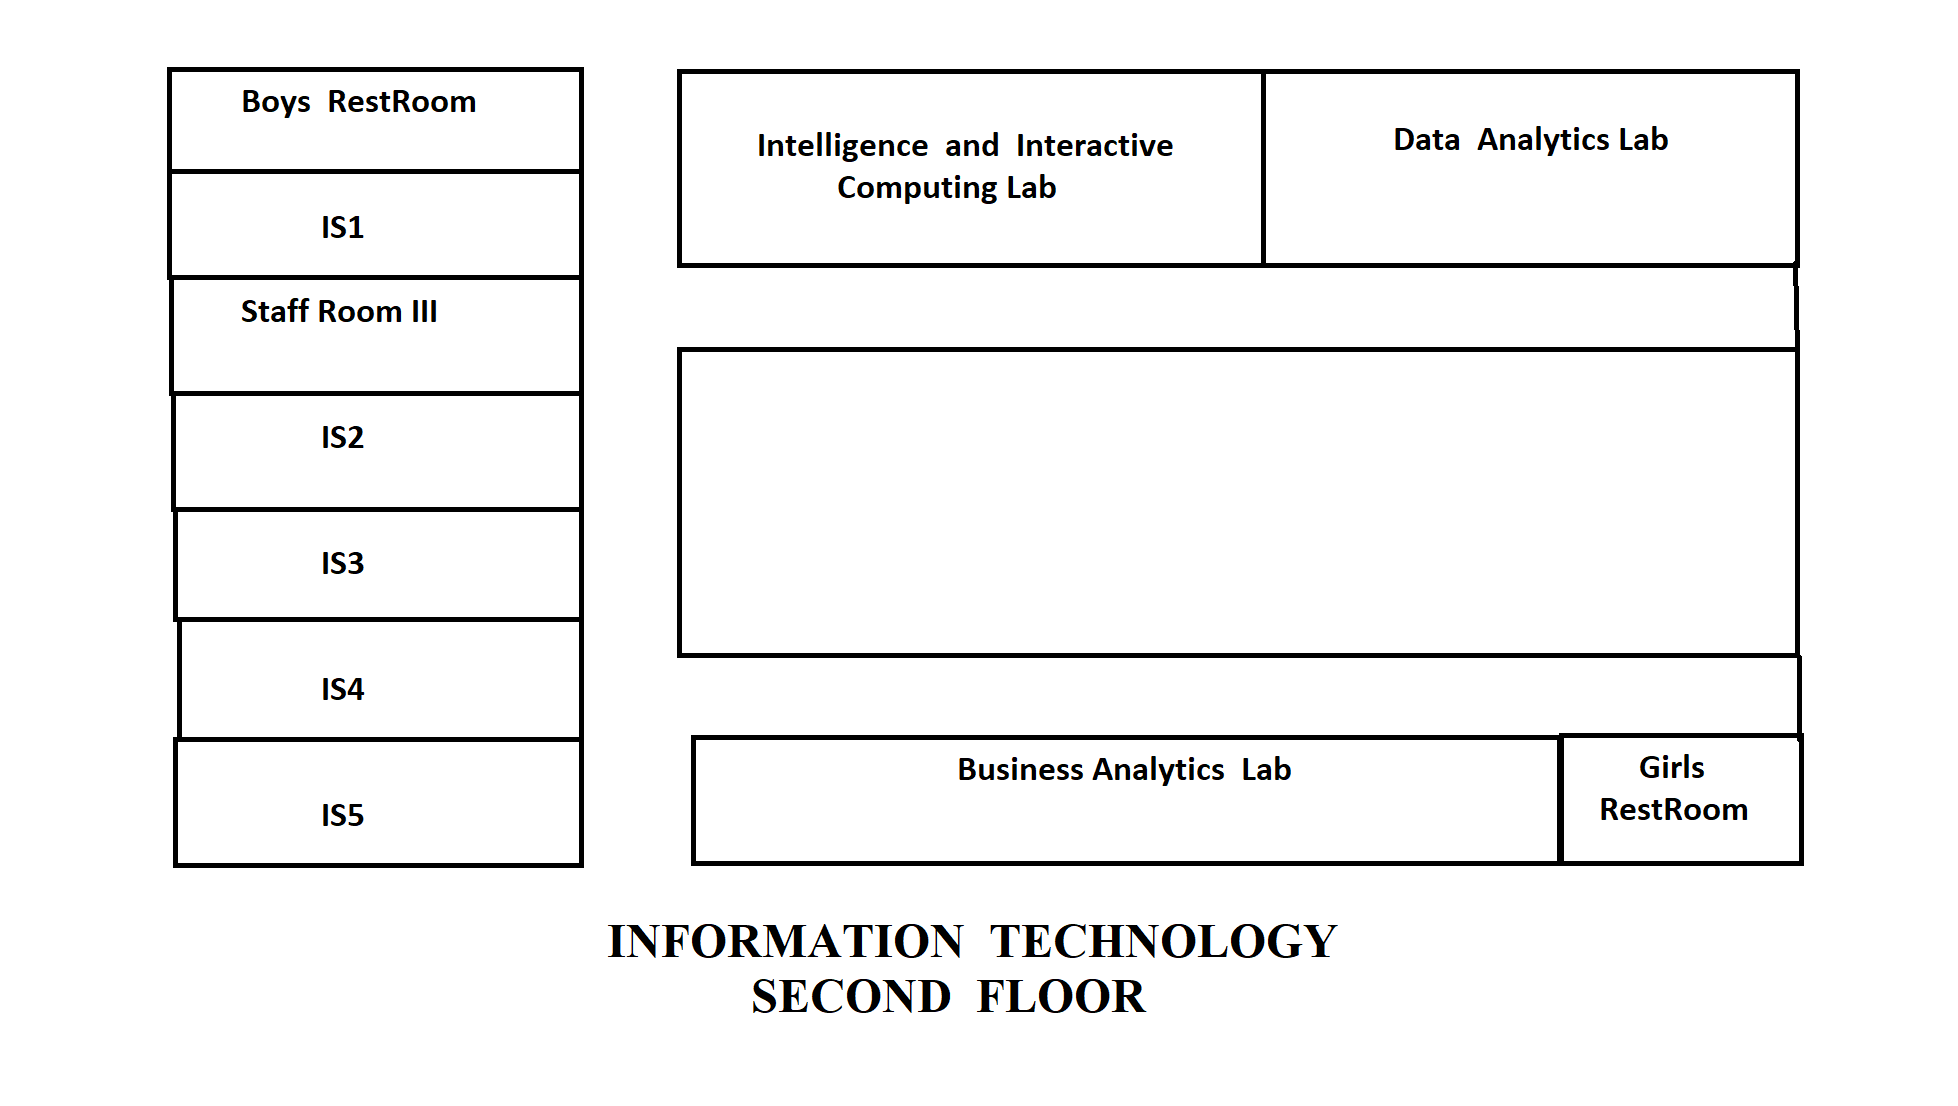 Boys RestRoom
IS1
Staff Room III
IS2
IS3
IS4
IS5
Intelligence and Interactive
Computing Lab
Data Analytics Lab
Business Analytics Lab
Girls
RestRoom
INFORMATION TECHNOLOGY
SECOND FLOOR